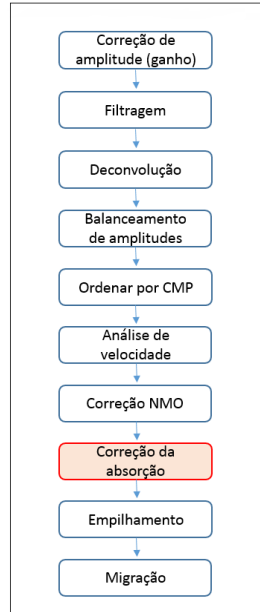 Correção de
amplitude (ganho)
Filtragem
Deconvolução
Balanceamento
de amplitudes
Ordenar por CMP
Análise de
velocidade
Correção NMO
Correção da
absorção
Empilhamento
Migração